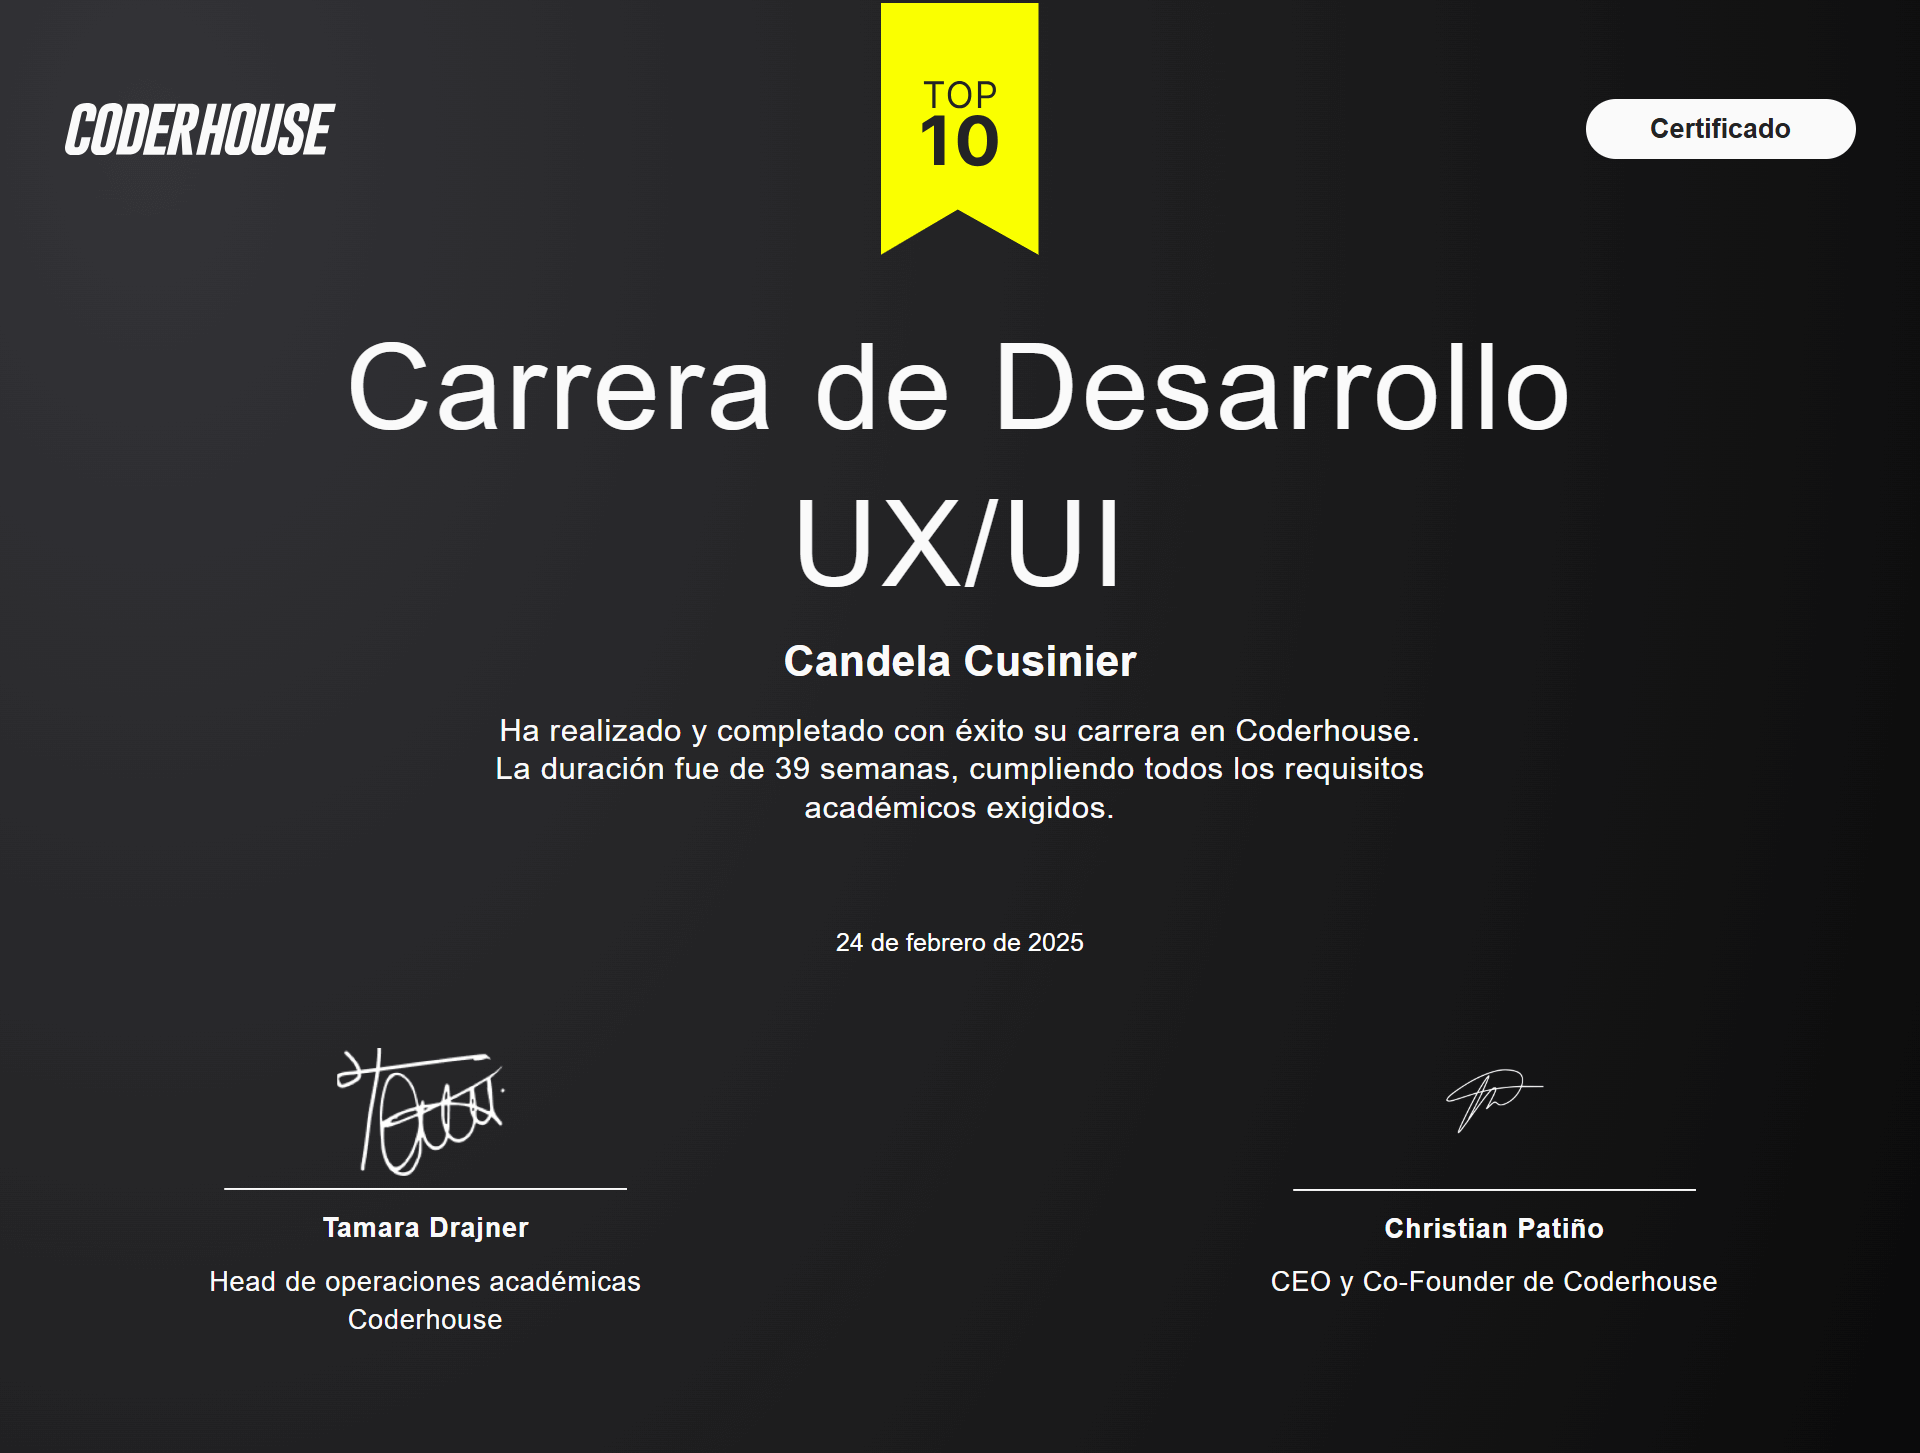 CODERHOUSE
TOP
10
Certificado
Carrera de Desarrollo
UX/UI
Candela Cusinier
Ha realizado y completado con éxito su carrera en Coderhouse.
La duración fue de 39 semanas, cumpliendo todos los requisitos
académicos exigidos.
24 de febrero de 2025
Tamara Drajner
Head de operaciones académicas
Coderhouse
Christian Patiño
CEO y Co-Founder de Coderhouse